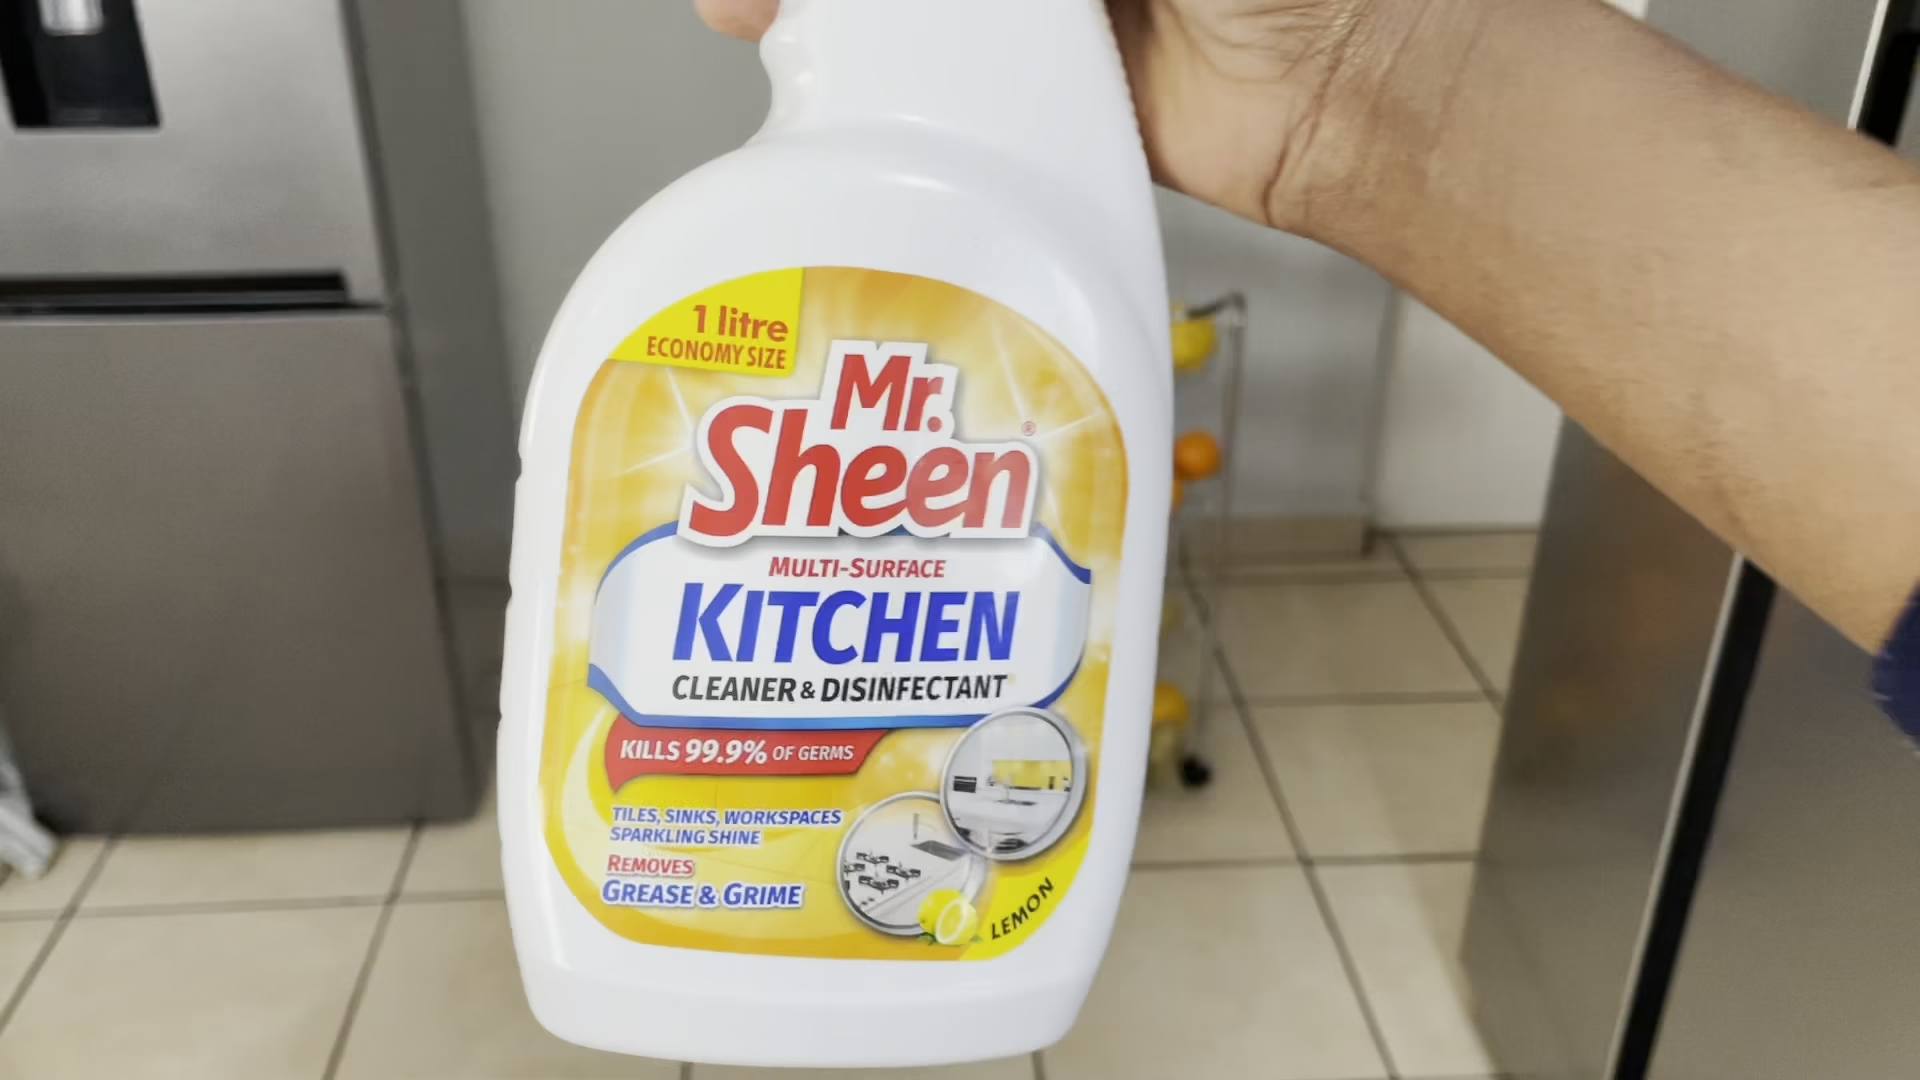 1 litre
ECONOMY SIZE
Mr.
Sheen®
MULTI-SURFACE
KITCHEN
CLEANER & DISINFECTANT
KILLS 99.9% OF GERMS
TILES, SINKS, WORKSPACES
SPARKLING SHINE
REMOVES
GREASE & GRIME
LEMON